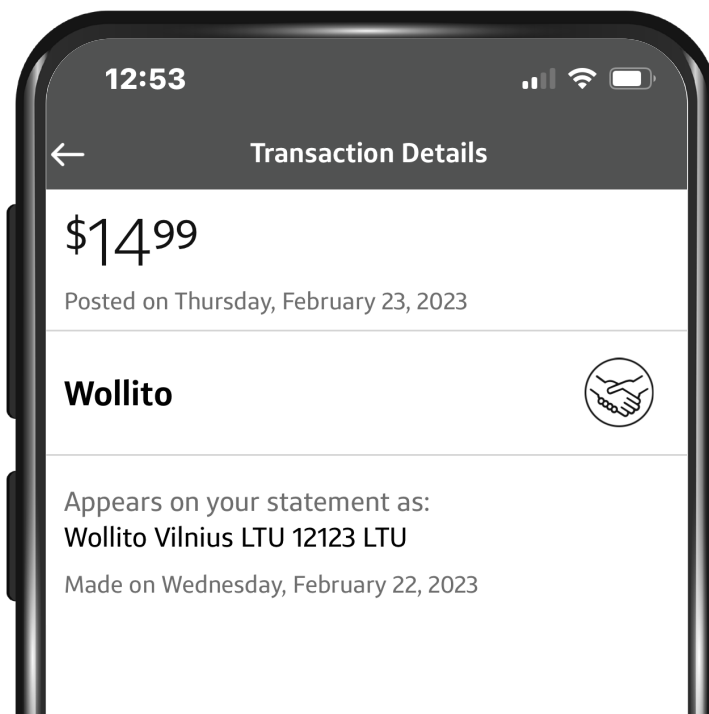 12:53
Transaction Details
$14.99
Posted on Thursday, February 23, 2023
Wollito
Appears on your statement as:
Wollito Vilnius LTU 12123 LTU
Made on Wednesday, February 22, 2023